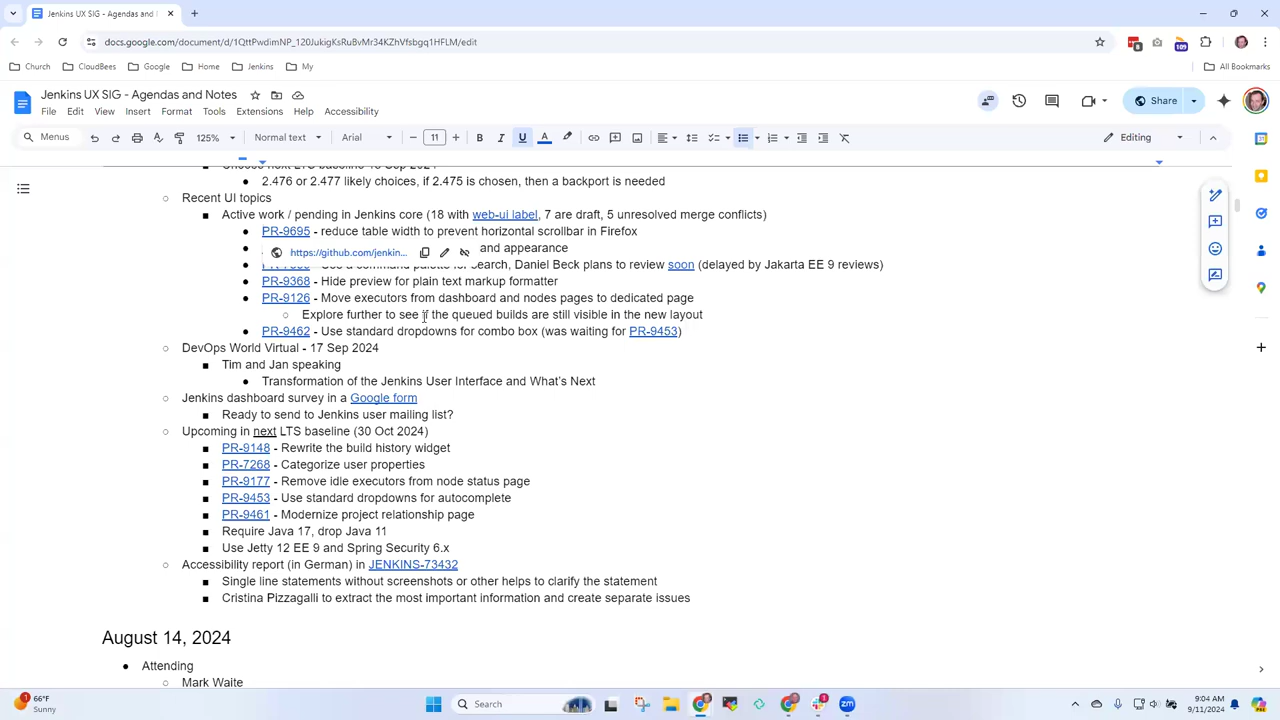 Jenkins UX SIG - Agendas and N
docs.google.com/document/d/1QttPwdimNP_120JukigKsRuBvMr34KZhVfsbgq1HFLM/edit
Church CloudBees Google Home Jenkins My All Bookmarks
Jenkins UX SIG - Agendas and Notes
File Edit View Insert Format Tools Extensions Help Accessibility
Share
Menus 125% Normal text Arial 11 Editing
2.476 or 2.477 likely choices, if 2.475 is chosen, then a backport is needed
Recent UI topics
Active work / pending in Jenkins core (18 with web-ui label, 7 are draft, 5 unresolved merge conflicts)
PR-9695 - reduce table width to prevent horizontal scrollbar in Firefox
and appearance
https://github.com/jenkin...
search, Daniel Beck plans to review soon (delayed by Jakarta EE 9 reviews)
PR-9368 - Hide preview for plain text markup formatter
PR-9126 - Move executors from dashboard and nodes pages to dedicated page
Explore further to see if the queued builds are still visible in the new layout
PR-9462 - Use standard dropdowns for combo box (was waiting for PR-9453)
DevOps World Virtual - 17 Sep 2024
Tim and Jan speaking
Transformation of the Jenkins User Interface and What's Next
Jenkins dashboard survey in a Google form
Ready to send to Jenkins user mailing list?
Upcoming in next LTS baseline (30 Oct 2024)
PR-9148 - Rewrite the build history widget
PR-7268 - Categorize user properties
PR-9177 - Remove idle executors from node status page
PR-9453 - Use standard dropdowns for autocomplete
PR-9461 - Modernize project relationship page
Require Java 17, drop Java 11
Use Jetty 12 EE 9 and Spring Security 6.x
Accessibility report (in German) in JENKINS-73432
Single line statements without screenshots or other helps to clarify the statement
Cristina Pizzagalli to extract the most important information and create separate issues
August 14, 2024
Attending
Mark Waite
66°F
Sunny
Search
9:04 AM
9/11/2024